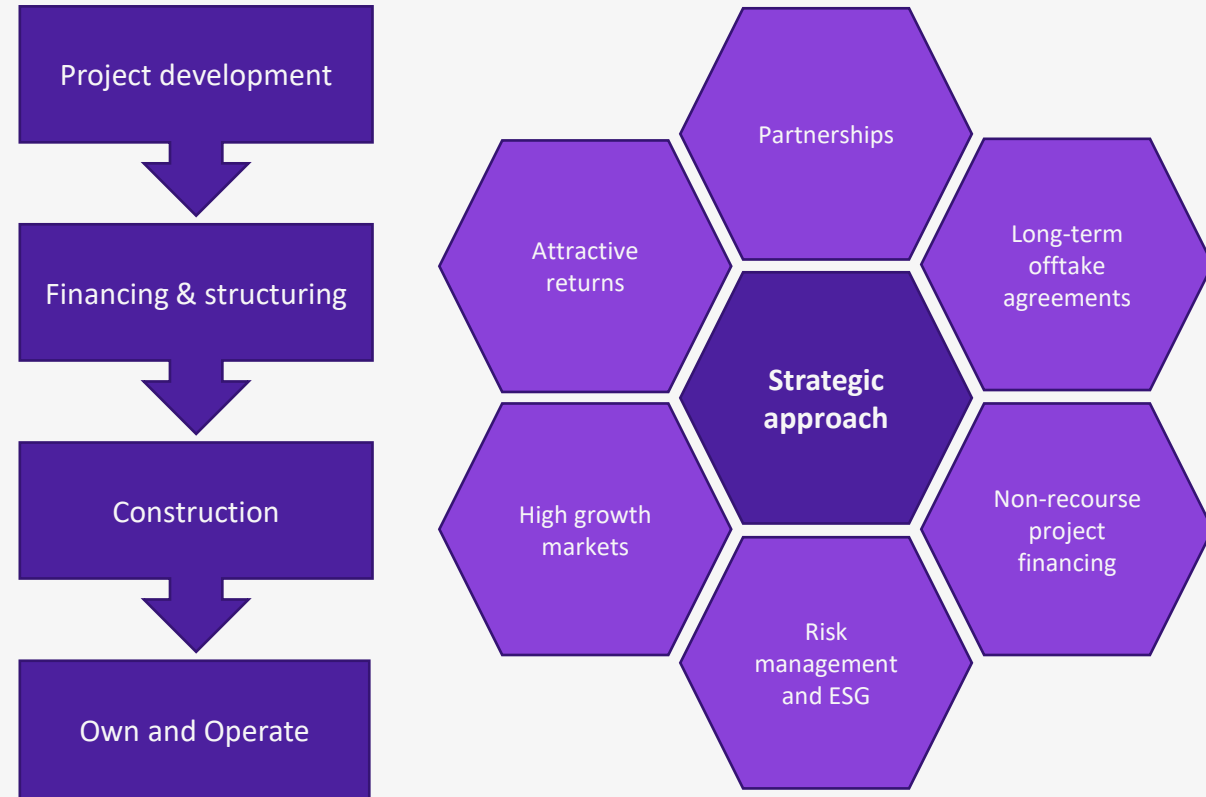 Project development
Financing & structuring
Construction
Own and Operate
Partnerships
Attractive
returns
Long-term
offtake
agreements
Strategic
approach
High growth
markets
Non-recourse
project
financing
Risk
management
and ESG